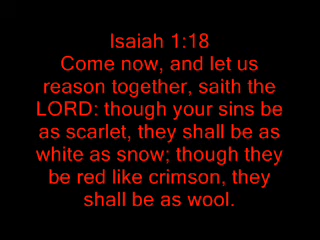 Isaiah 1:18
Come now, and let us
reason together, saith the
LORD: though your sins be
as scarlet, they shall be as
white as snow; though they
be red like crimson, they
shall be as wool.